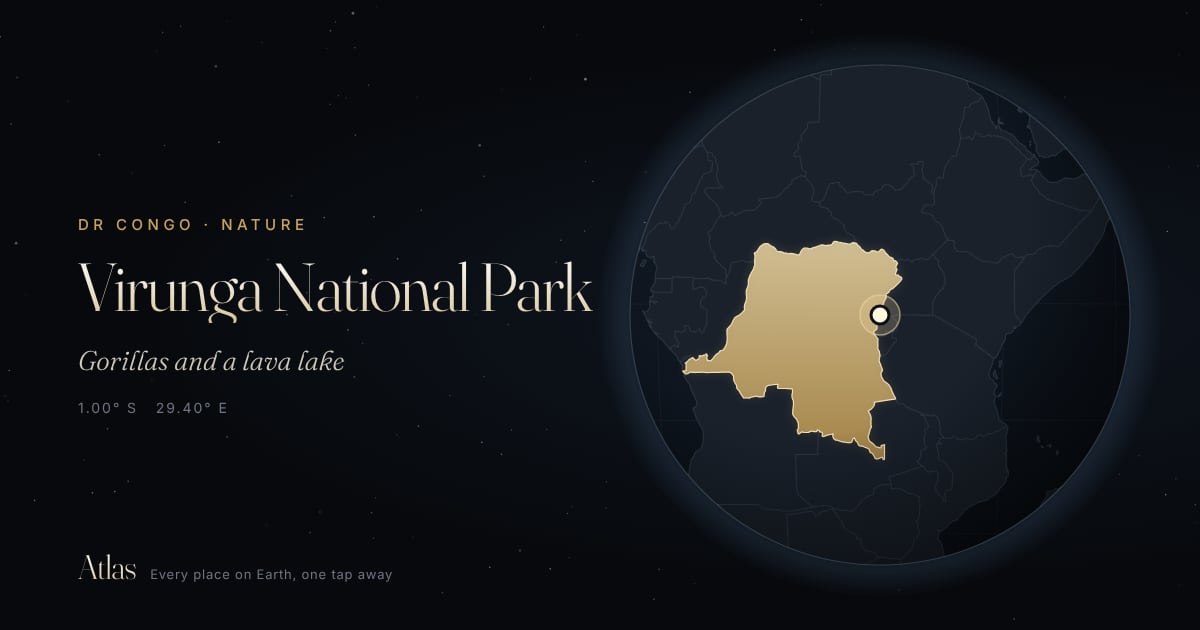 DR CONGO · NATURE
Virunga National Park
Gorillas and a lava lake
1.00° S 29.40° E
Atlas Every place on Earth, one tap away